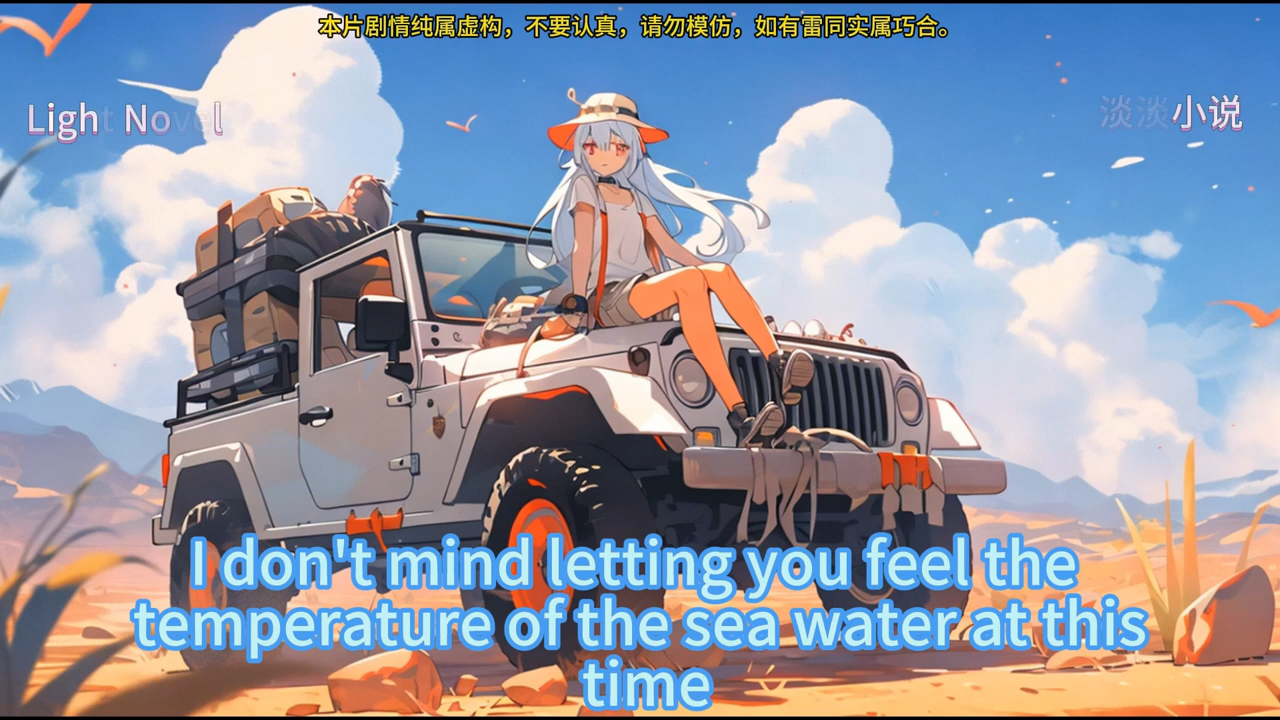 本片剧情纯属虚构，不要认真，请勿模仿，如有雷同实属巧合。
Light Novel
淡淡小说
I don't mind letting you feel the
temperature of the sea water at this
time